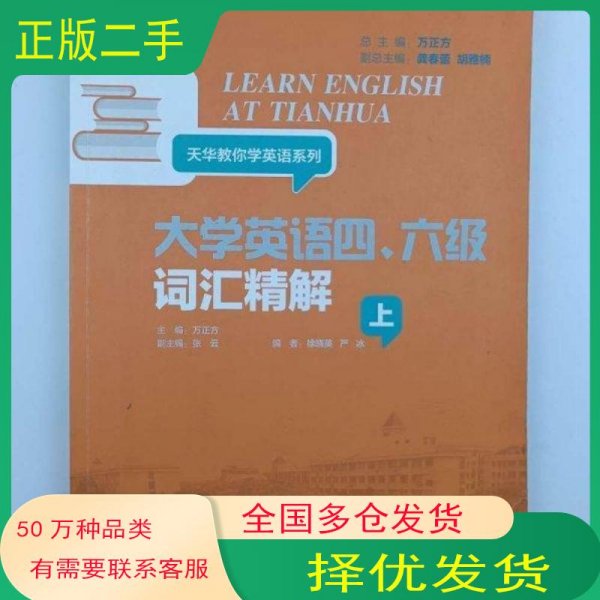 正版二手
总主编：万正方
副总主编：龚春蕾 胡雅楠
LEARN ENGLISH
AT TIANHUA
天华教你学英语系列
大学英语四、六级
词汇精解
上
主编：万正方
副主编：张云 编者：徐晓英 严冰
50万种品类
有需要联系客服
全国多仓发货
择优发货